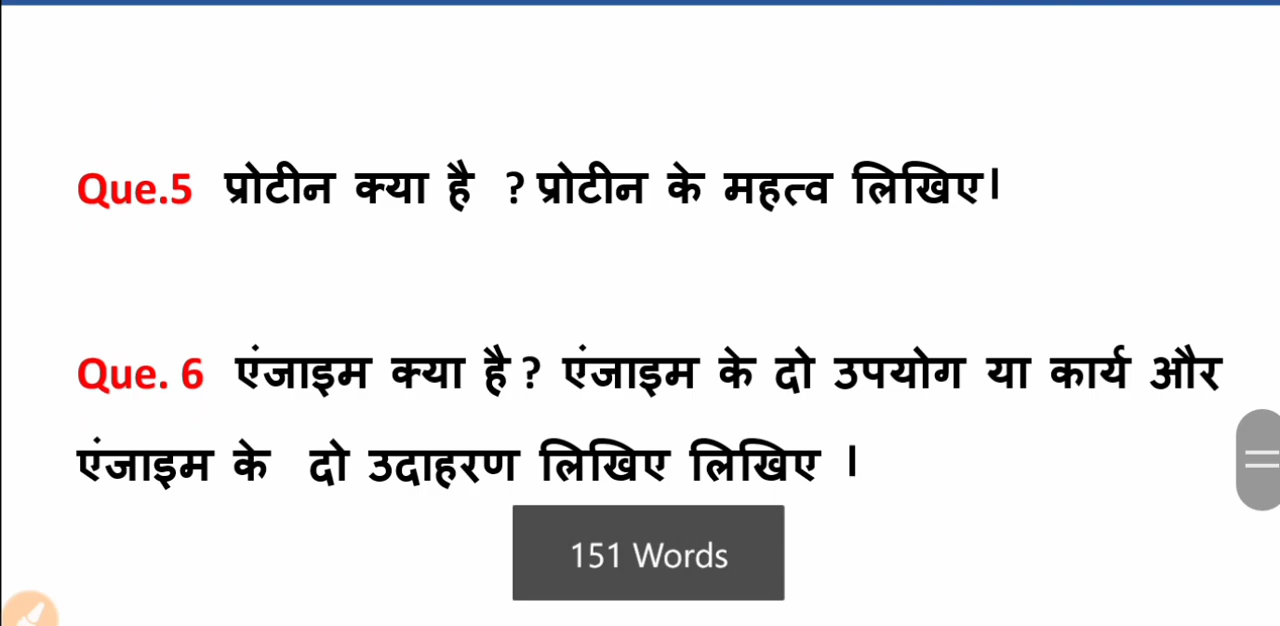 Que.5 प्रोटीन क्या है ? प्रोटीन के महत्व लिखिए।
Que. 6 एंजाइम क्या है? एंजाइम के दो उपयोग या कार्य और
एंजाइम के दो उदाहरण लिखिए लिखिए ।
151 Words